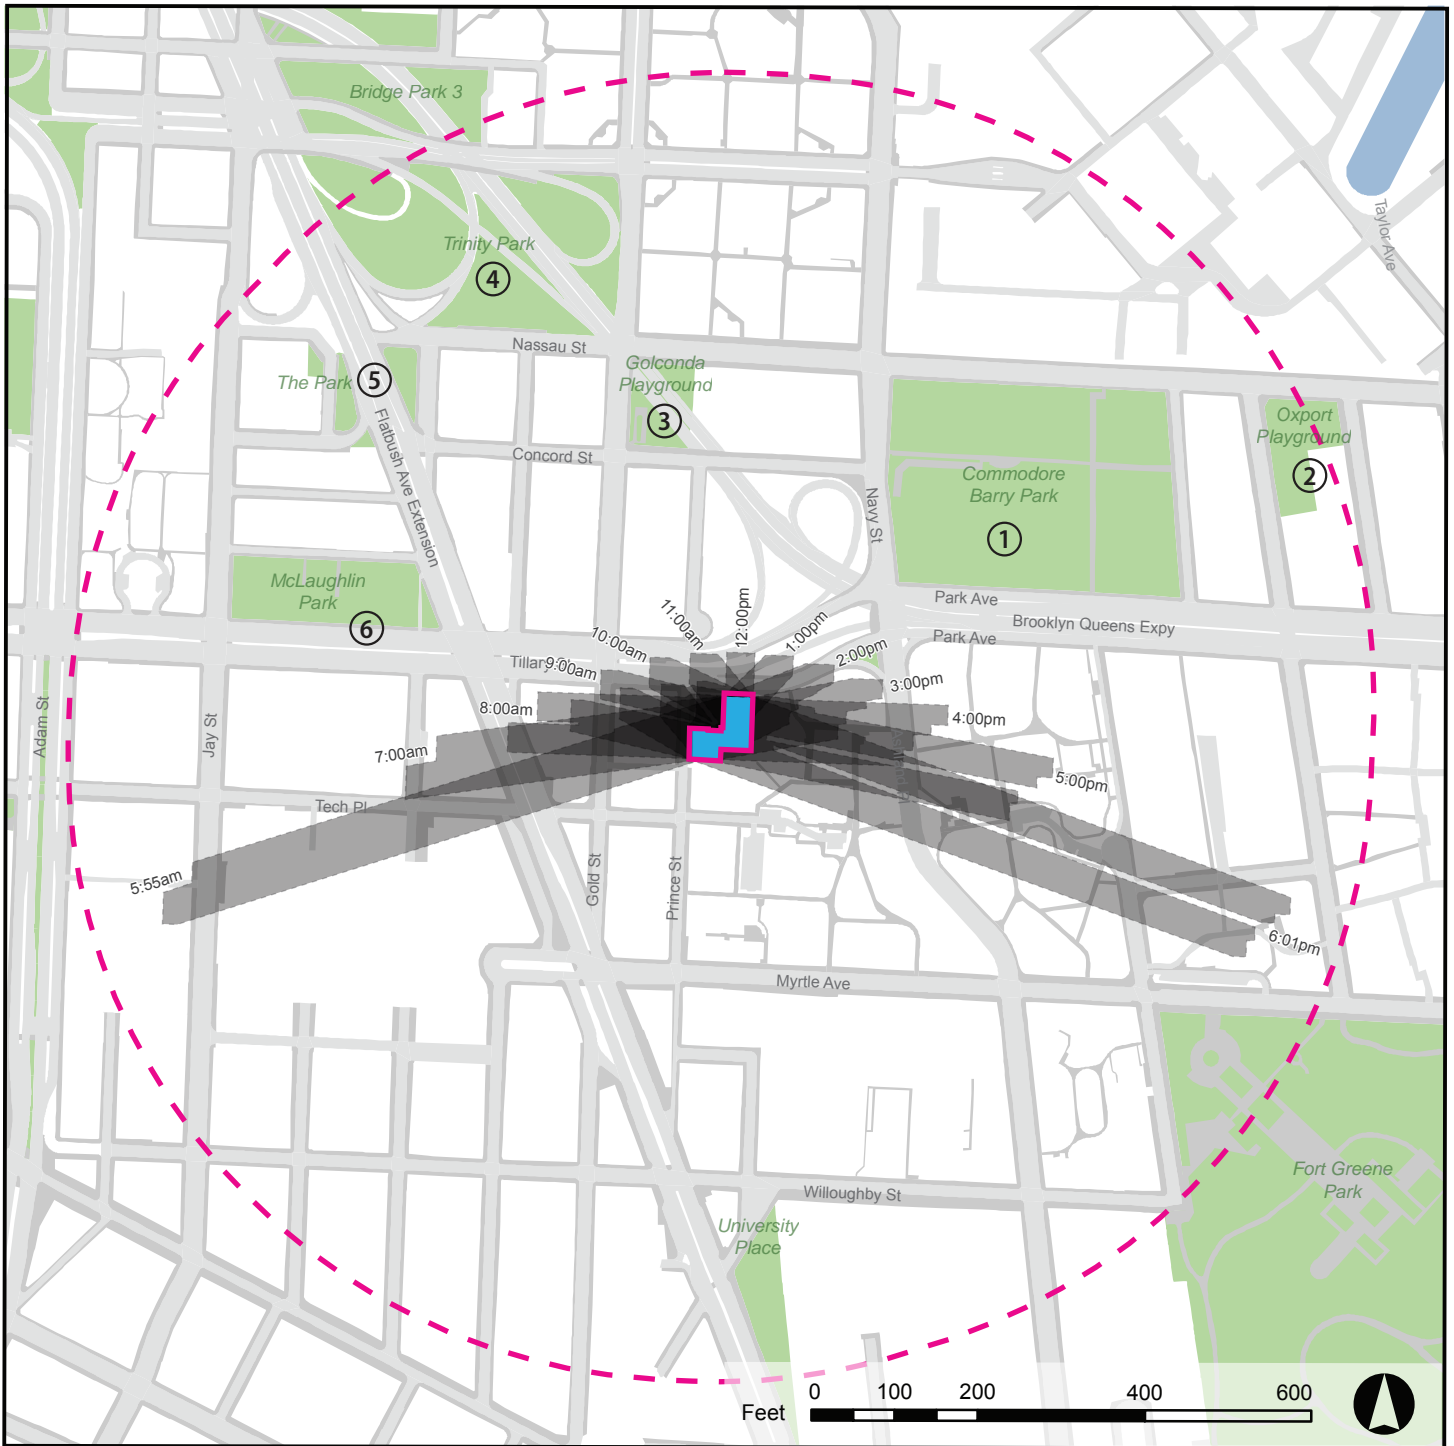 Bridge Park 3
Trinity Park
4
Taylor Ave
Nassau St
Golconda
Playground
3
The Park
5
Flatbush Ave Extension
Concord St
Oxport
Playground
2
Commodore
Barry Park
1
Navy St
McLaughlin
Park
6
Park Ave
Brooklyn Queens Expy
Park Ave
Tillary St
5:55am
7:00am
8:00am
9:00am
10:00am
11:00am
12:00pm
1:00pm
2:00pm
3:00pm
4:00pm
5:00pm
6:01pm
Adam St
Jay St
Tech Pl
Gold St
Prince St
Myrtle Ave
Willoughby St
University
Place
Fort Greene
Park
Feet
0
100
200
400
600